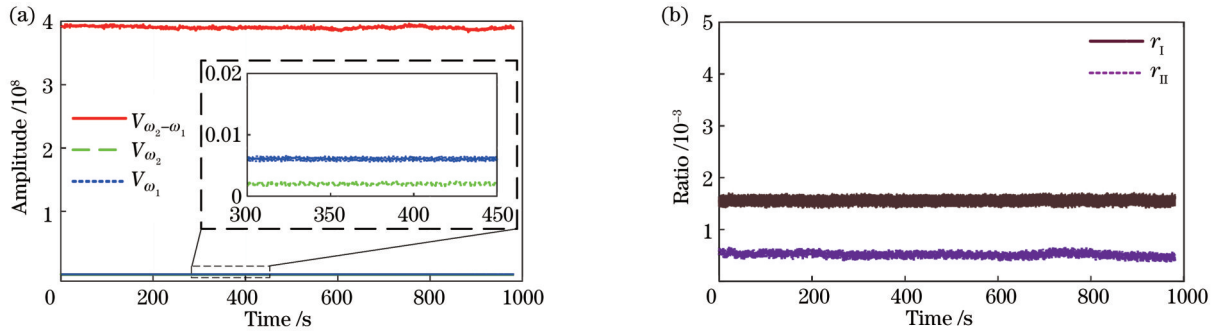 (a)
Amplitude /10⁸
4
3
2
1
0
200
400
600
800
1000
Time /s
V_{ω₂−ω₁}
V_{ω₂}
V_{ω₁}
0.02
0.01
0
300
350
400
450
(b)
Ratio /10⁻³
5
4
3
2
1
0
200
400
600
800
1000
Time /s
r_I
r_II